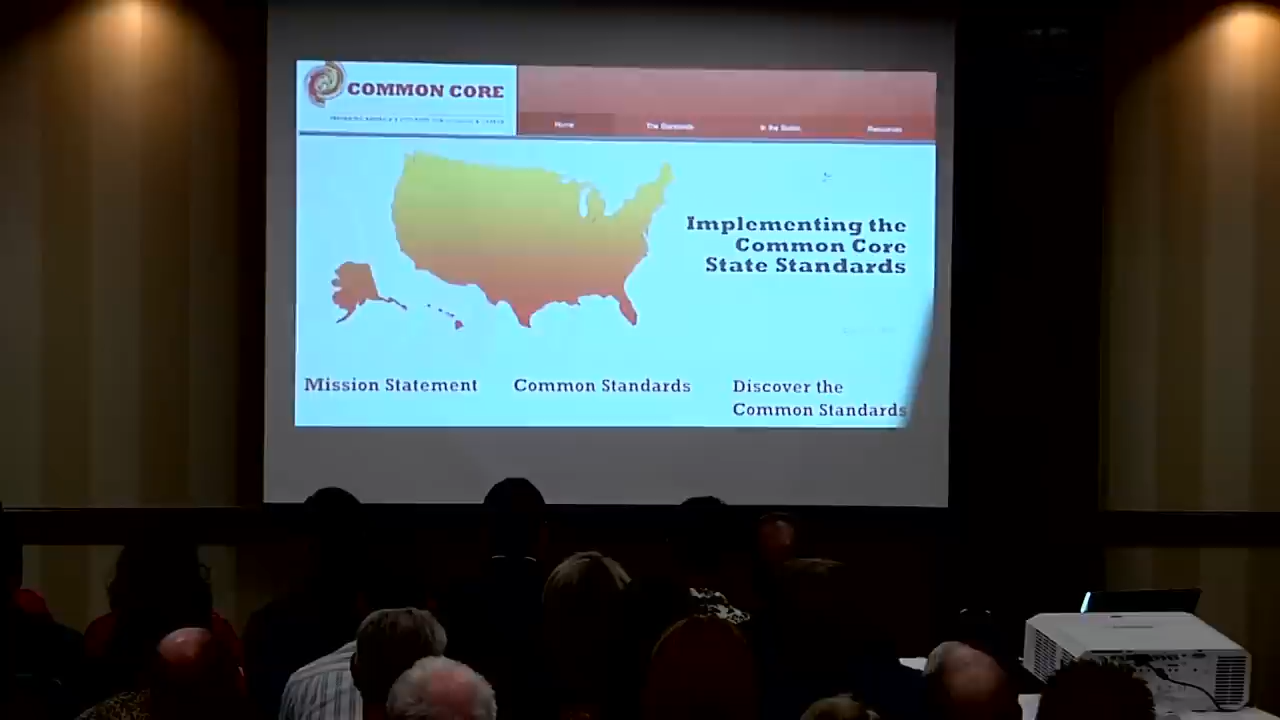 COMMON CORE
Home
The Standards
In the States
Resources
Implementing the
Common Core
State Standards
Mission Statement
Common Standards
Discover the
Common Standards